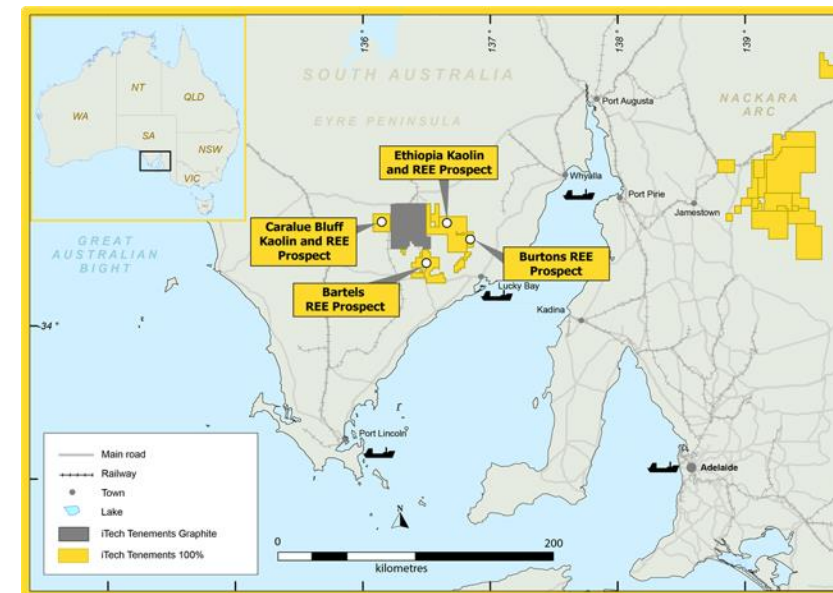 136 °
137 °
138 °
139 °
NT
QLD
WA
SA
NSW
VIC
SOUTH AUSTRALIA
EYRE PENINSULA
NACKARA
ARC
Port Augusta
Ethiopia Kaolin
and REE Prospect
Whyalla
Port Pirie
Jamestown
Caralue Bluff
Kaolin and REE
Prospect
GREAT
AUSTRALIAN
BIGHT
Burtons REE
Prospect
Bartels
REE Prospect
Lucky Bay
Kadina
-34 °
r
Port Lincoln
Adelaide
Main road
Railway
Town
Lake
iTech Tenements Graphite
iTech Tenements 100%
N
0
200
kilometres